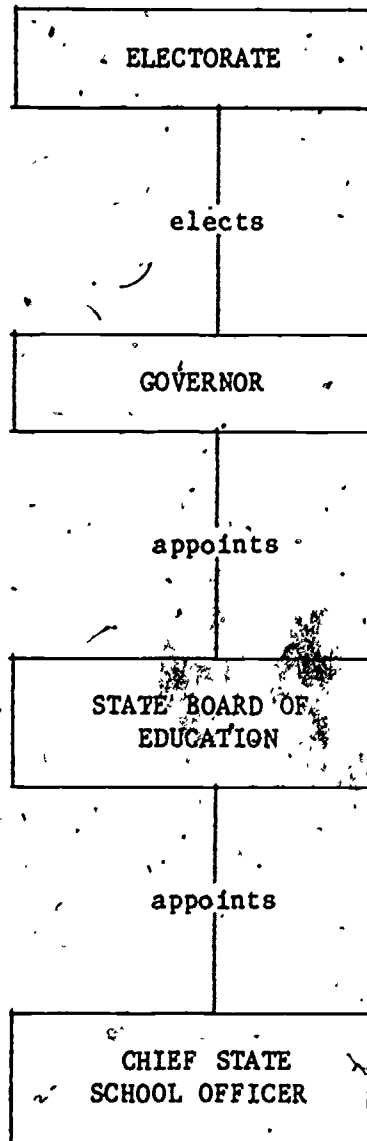 ELECTORATE
elects
GOVERNOR
appoints
STATE BOARD OF
EDUCATION
appoints
CHIEF STATE
SCHOOL OFFICER